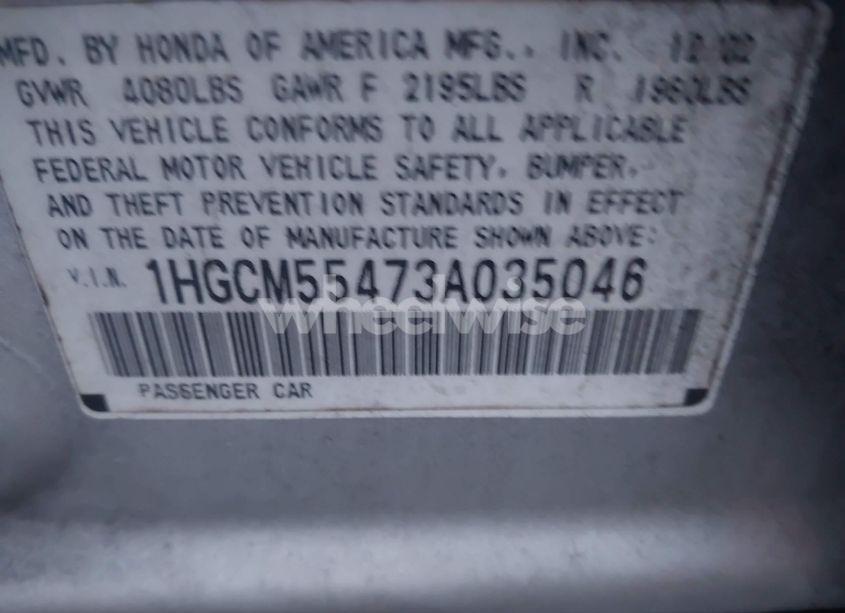 MFD. BY HONDA OF AMERICA MFG., INC. 12/02
GVWR 4080LBS GAWR F 2195LBS R 1960LBS
THIS VEHICLE CONFORMS TO ALL APPLICABLE
FEDERAL MOTOR VEHICLE SAFETY, BUMPER,
AND THEFT PREVENTION STANDARDS IN EFFECT
ON THE DATE OF MANUFACTURE SHOWN ABOVE:
V.I.N. 1HGCM55473A035046
wheelwise
PASSENGER CAR